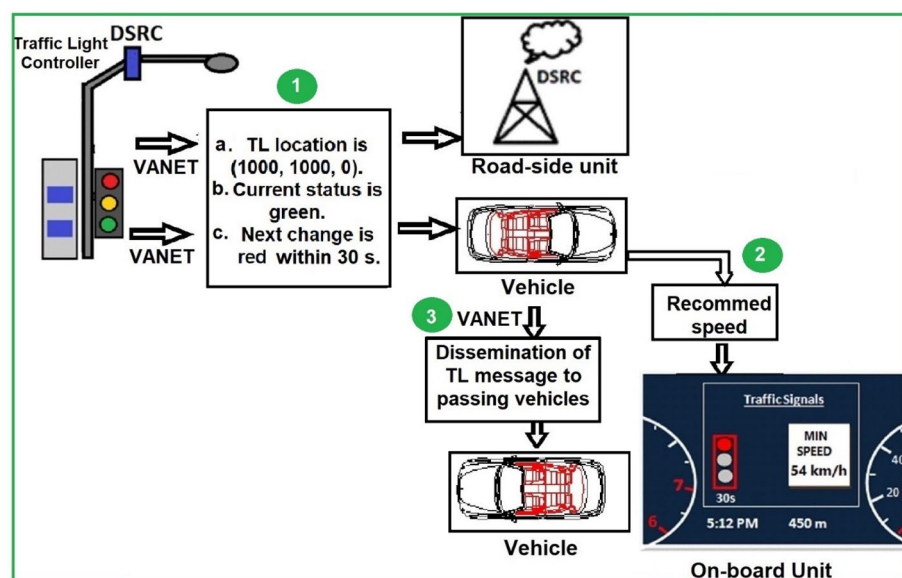 Traffic Light
Controller
DSRC
VANET
VANET
1
a. TL location is
(1000, 1000, 0).
b. Current status is
green.
c. Next change is
red within 30 s.
DSRC
Road-side unit
Vehicle
2
Recommed
speed
3
VANET
Dissemination of
TL message to
passing vehicles
Vehicle
Traffic Signals
MIN
SPEED
54 km/h
30s
5:12 PM
450 m
7
6
40
20
0
On-board Unit